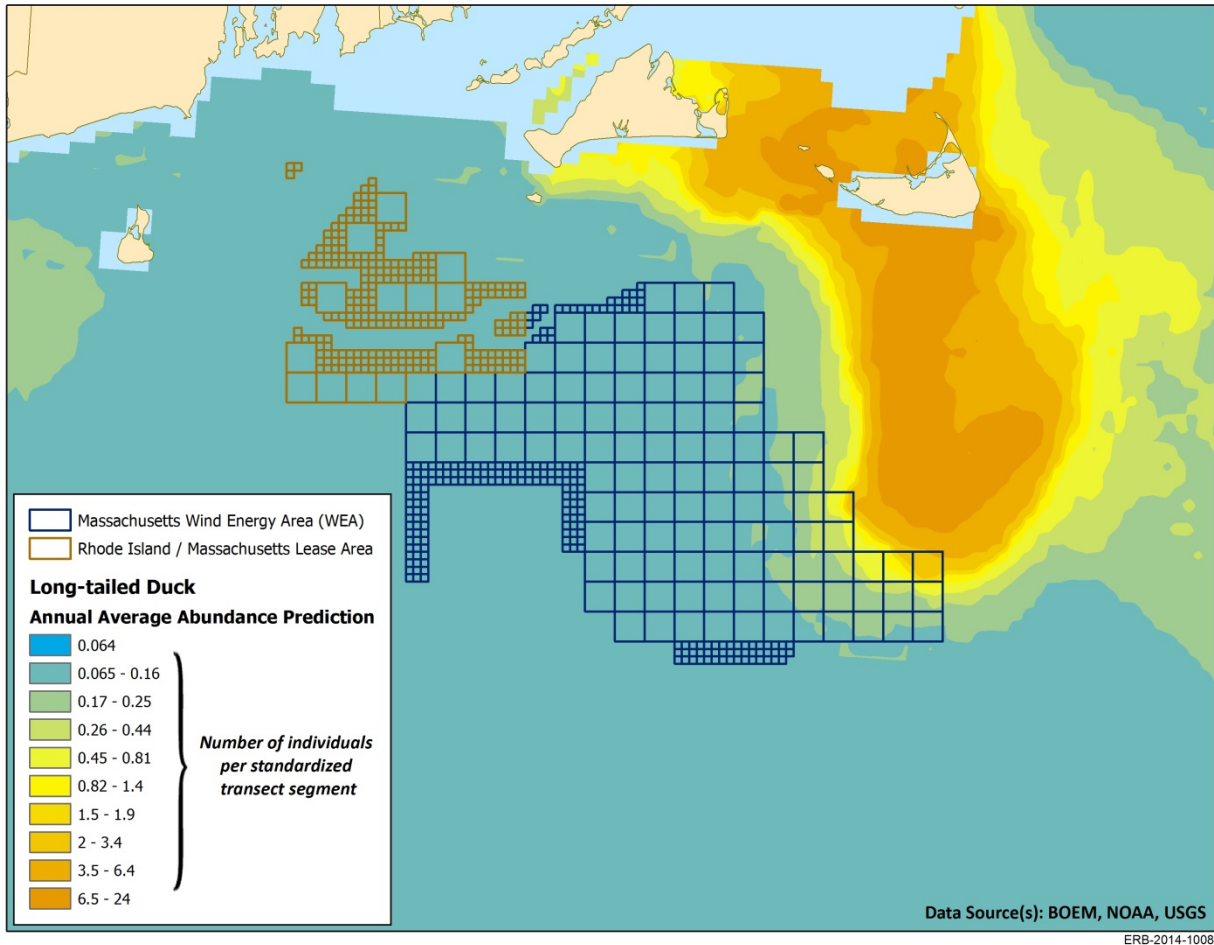 Massachusetts Wind Energy Area (WEA)
Rhode Island / Massachusetts Lease Area
Long-tailed Duck
Annual Average Abundance Prediction
0.064
0.065 - 0.16
0.17 - 0.25
0.26 - 0.44
0.45 - 0.81
0.82 - 1.4
1.5 - 1.9
2 - 3.4
3.5 - 6.4
6.5 - 24
Number of individuals
per standardized
transect segment
Data Source(s): BOEM, NOAA, USGS
ERB-2014-1008